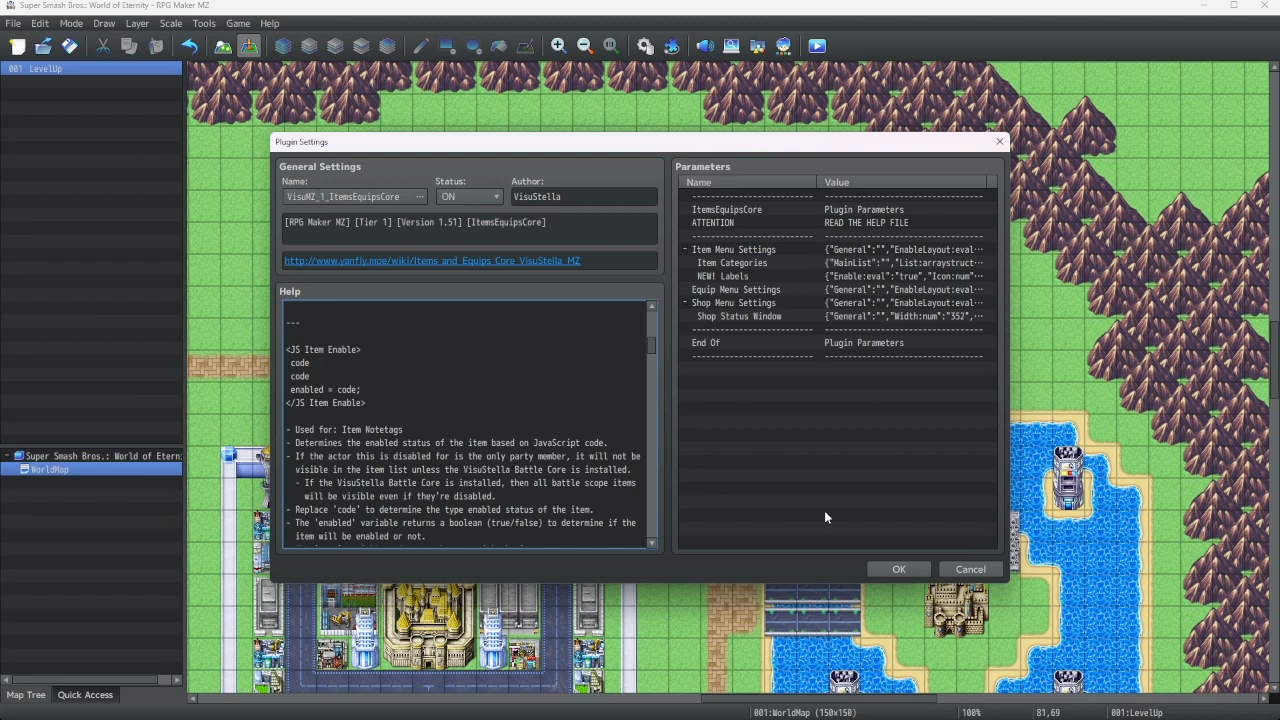 Super Smash Bros.: World of Eternity - RPG Maker MZ
File Edit Mode Draw Layer Scale Tools Game Help
001 LevelUp
Plugin Settings
General Settings
Name: Status: Author:
VisuMZ_1_ItemsEquipsCore ... ON VisuStella
[RPG Maker MZ] [Tier 1] [Version 1.51] [ItemsEquipsCore]
http://www.yanfly.moe/wiki/Items_and_Equips_Core_VisuStella_MZ
Help
---
<JS Item Enable>
code
code
enabled = code;
</JS Item Enable>
- Used for: Item Notetags
- Determines the enabled status of the item based on JavaScript code.
- If the actor this is disabled for is the only party member, it will not be
visible in the item list unless the VisuStella Battle Core is installed.
- If the VisuStella Battle Core is installed, then all battle scope items
will be visible even if they're disabled.
- Replace 'code' to determine the type enabled status of the item.
- The 'enabled' variable returns a boolean (true/false) to determine if the
item will be enabled or not.
Parameters
Name Value
------------------------- ---------------------------------
ItemsEquipsCore Plugin Parameters
ATTENTION READ THE HELP FILE
------------------------- ---------------------------------
- Item Menu Settings {"General":"","EnableLayout:eval...
Item Categories {"MainList":"","List:arraystruct...
NEW! Labels {"Enable:eval":"true","Icon:num"...
Equip Menu Settings {"General":"","EnableLayout:eval...
- Shop Menu Settings {"General":"","EnableLayout:eval...
Shop Status Window {"General":"","Width:num":"352",...
------------------------- ---------------------------------
End Of Plugin Parameters
------------------------- ---------------------------------
OK Cancel
Super Smash Bros.: World of Etern
WorldMap
Map Tree Quick Access
001:WorldMap (150×150) 100% 81,69 001:LevelUp